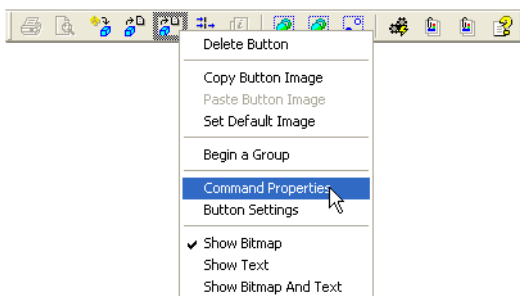 Delete Button
Copy Button Image
Paste Button Image
Set Default Image
Begin a Group
Command Properties
Button Settings
Show Bitmap
Show Text
Show Bitmap And Text